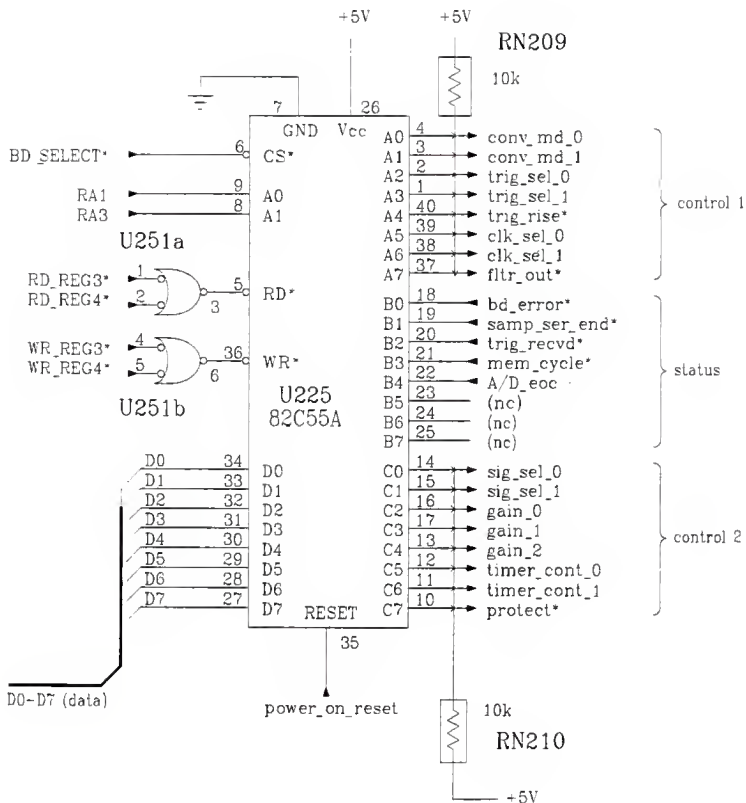 +5V
+5V
RN209
10k
7
26
GND
Vcc
BD_SELECT*
6
CS*
A0
4
conv_md_0
A1
3
conv_md_1
A2
2
trig_sel_0
RA1
9
A0
A3
1
trig_sel_1
RA3
8
A1
A4
40
trig_rise*
control 1
A5
39
clk_sel_0
A6
38
clk_sel_1
A7
37
fltr_out*
U251a
RD_REG3*
1
RD_REG4*
2
3
5
RD*
B0
18
bd_error*
B1
19
samp_ser_end*
B2
20
trig_recvd*
WR_REG3*
4
WR_REG4*
5
6
36
WR*
B3
21
mem_cycle*
status
B4
22
A/D_eoc
U251b
U225
82C55A
B5
23
(nc)
B6
24
(nc)
B7
25
(nc)
D0
34
D0
C0
14
sig_sel_0
D1
33
D1
C1
15
sig_sel_1
D2
32
D2
C2
16
gain_0
D3
31
D3
C3
17
gain_1
control 2
D4
30
D4
C4
13
gain_2
D5
29
D5
C5
12
timer_cont_0
D6
28
D6
C6
11
timer_cont_1
D7
27
D7
C7
10
protect*
RESET
35
D0-D7 (data)
power_on_reset
10k
RN210
+5V